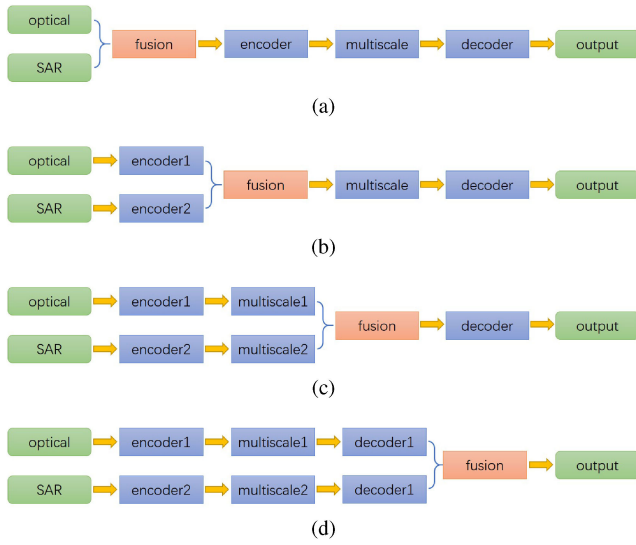 optical
SAR
fusion
encoder
multiscale
decoder
output
(a)
optical
encoder1
SAR
encoder2
fusion
multiscale
decoder
output
(b)
optical
encoder1
multiscale1
SAR
encoder2
multiscale2
fusion
decoder
output
(c)
optical
encoder1
multiscale1
decoder1
SAR
encoder2
multiscale2
decoder1
fusion
output
(d)